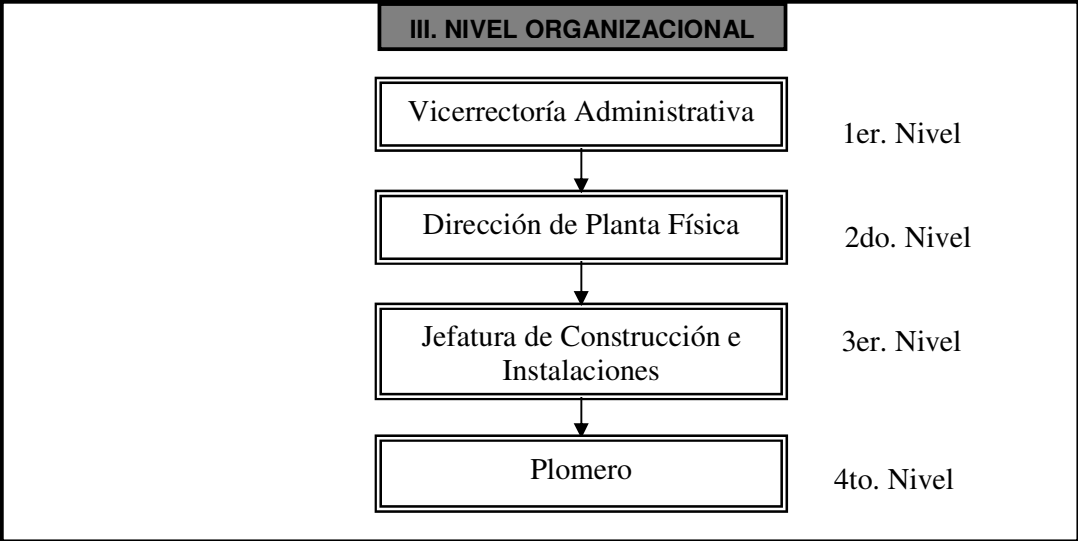 III. NIVEL ORGANIZACIONAL
Vicerrectoría Administrativa
1er. Nivel
Dirección de Planta Física
2do. Nivel
Jefatura de Construcción e
Instalaciones
3er. Nivel
Plomero
4to. Nivel